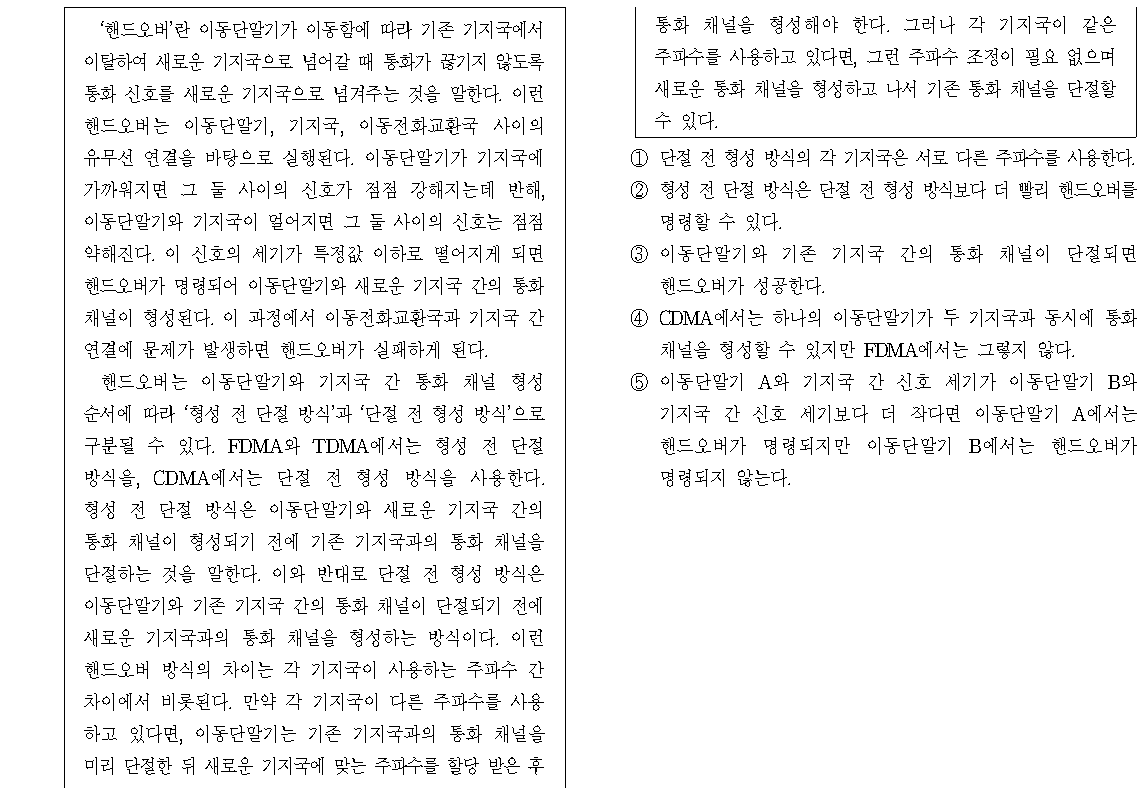 ‘핸드오버’란 이동단말기가 이동함에 따라 기존 기지국에서
이탈하여 새로운 기지국으로 넘어갈 때 통화가 끊기지 않도록
통화 신호를 새로운 기지국으로 넘겨주는 것을 말한다. 이런
핸드오버는 이동단말기, 기지국, 이동전화교환국 사이의
유무선 연결을 바탕으로 실행된다. 이동단말기가 기지국에
가까워지면 그 둘 사이의 신호가 점점 강해지는데 반해,
이동단말기와 기지국이 멀어지면 그 둘 사이의 신호는 점점
약해진다. 이 신호의 세기가 특정값 이하로 떨어지게 되면
핸드오버가 명령되어 이동단말기와 새로운 기지국 간의 통화
채널이 형성된다. 이 과정에서 이동전화교환국과 기지국 간
연결에 문제가 발생하면 핸드오버가 실패하게 된다.
핸드오버는 이동단말기와 기지국 간 통화 채널 형성
순서에 따라 ‘형성 전 단절 방식’과 ‘단절 전 형성 방식’으로
구분될 수 있다. FDMA와 TDMA에서는 형성 전 단절
방식을, CDMA에서는 단절 전 형성 방식을 사용한다.
형성 전 단절 방식은 이동단말기와 새로운 기지국 간의
통화 채널이 형성되기 전에 기존 기지국과의 통화 채널을
단절하는 것을 말한다. 이와 반대로 단절 전 형성 방식은
이동단말기와 기존 기지국 간의 통화 채널이 단절되기 전에
새로운 기지국과의 통화 채널을 형성하는 방식이다. 이런
핸드오버 방식의 차이는 각 기지국이 사용하는 주파수 간
차이에서 비롯된다. 만약 각 기지국이 다른 주파수를 사용
하고 있다면, 이동단말기는 기존 기지국과의 통화 채널을
미리 단절한 뒤 새로운 기지국에 맞는 주파수를 할당 받은 후
통화 채널을 형성해야 한다. 그러나 각 기지국이 같은
주파수를 사용하고 있다면, 그런 주파수 조정이 필요 없으며
새로운 통화 채널을 형성하고 나서 기존 통화 채널을 단절할
수 있다.
① 단절 전 형성 방식의 각 기지국은 서로 다른 주파수를 사용한다.
② 형성 전 단절 방식은 단절 전 형성 방식보다 더 빨리 핸드오버를
명령할 수 있다.
③ 이동단말기와 기존 기지국 간의 통화 채널이 단절되면
핸드오버가 성공한다.
④ CDMA에서는 하나의 이동단말기가 두 기지국과 동시에 통화
채널을 형성할 수 있지만 FDMA에서는 그렇지 않다.
⑤ 이동단말기 A와 기지국 간 신호 세기가 이동단말기 B와
기지국 간 신호 세기보다 더 작다면 이동단말기 A에서는
핸드오버가 명령되지만 이동단말기 B에서는 핸드오버가
명령되지 않는다.